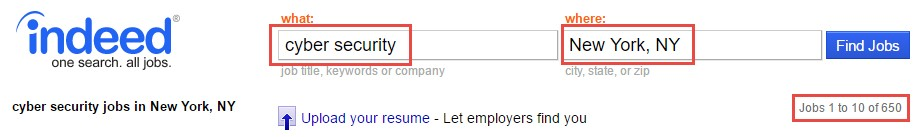 indeed®
one search. all jobs.
what:
where:
cyber security
New York, NY
Find Jobs
job title, keywords or company
city, state, or zip
cyber security jobs in New York, NY
Upload your resume - Let employers find you
Jobs 1 to 10 of 650